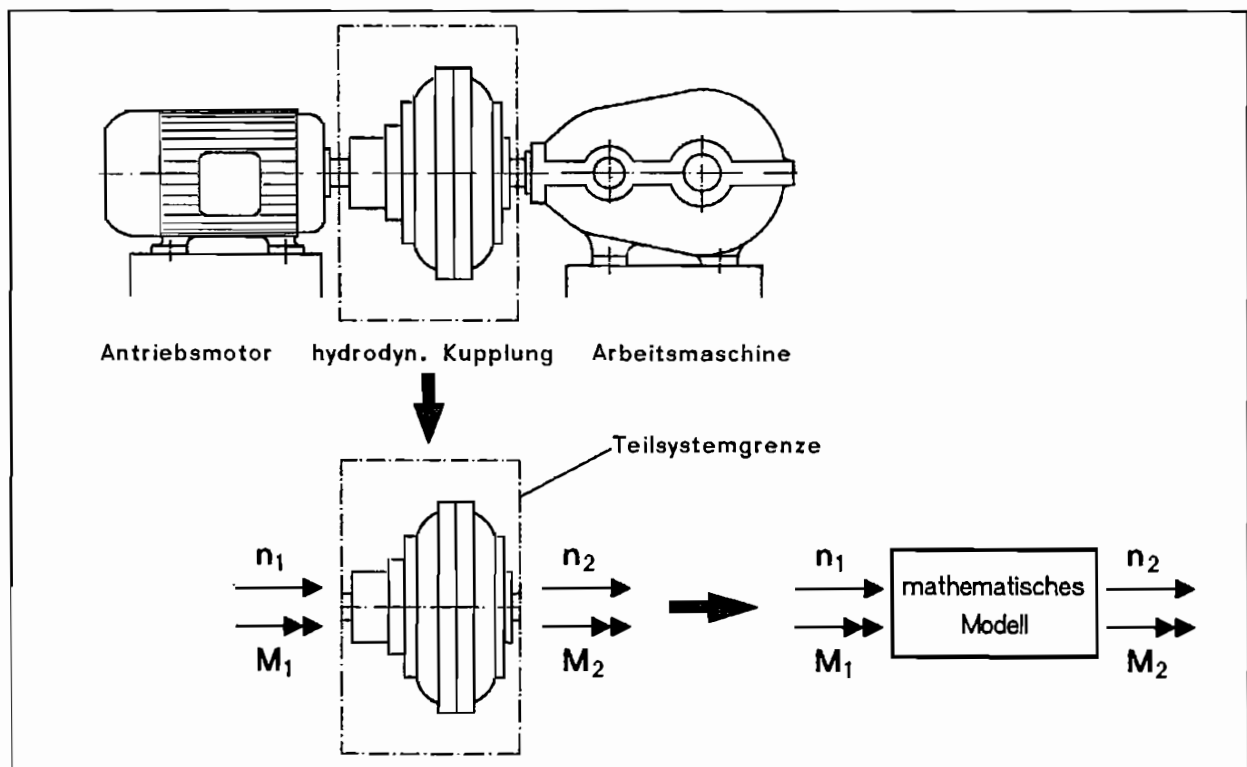 Antriebsmotor hydrodyn. Kupplung Arbeitsmaschine
Teilsystemgrenze
n₁ n₂ n₁ mathematisches n₂
M₁ M₂ M₁ Modell M₂